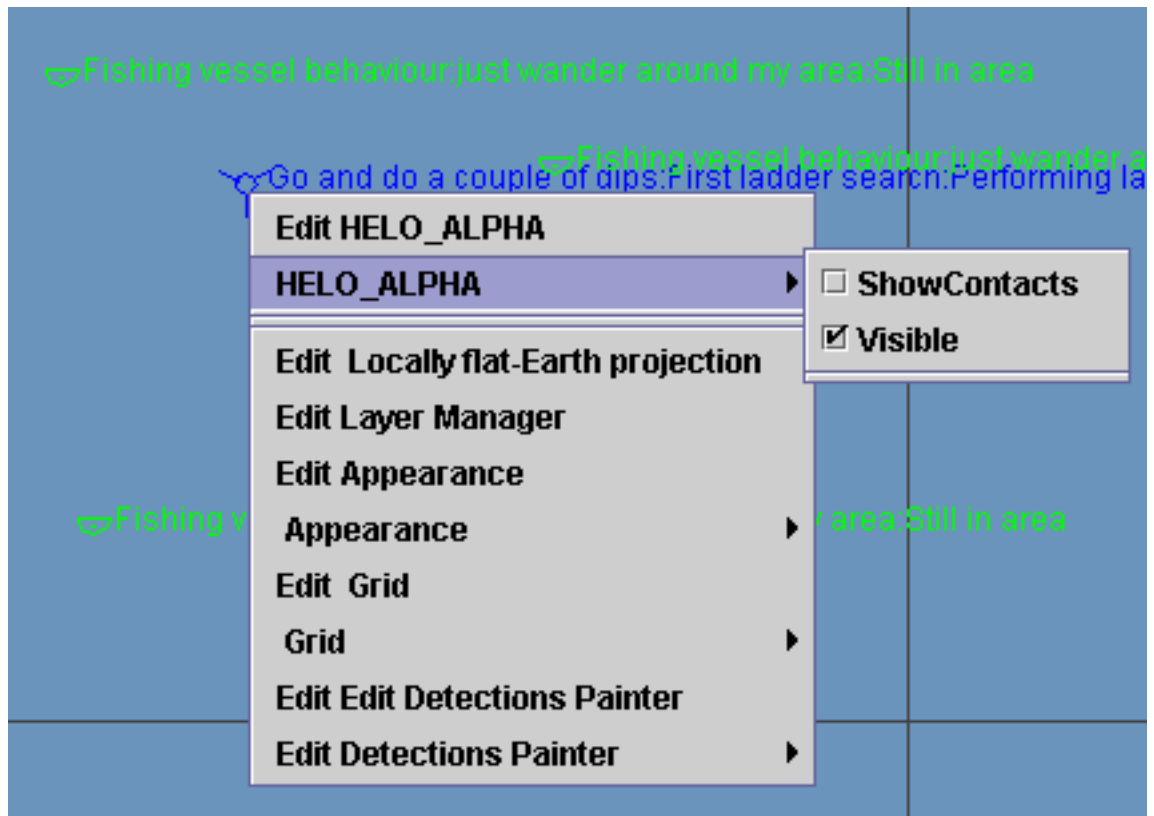 Fishing vessel behaviour:just wander around my area:Still in area
Fishing vessel behaviour:just wander a
Go and do a couple of dips:First ladder search:Performing la
Edit HELO_ALPHA
HELO_ALPHA
ShowContacts
Visible
Edit Locally flat-Earth projection
Edit Layer Manager
Edit Appearance
Appearance
Fishing v
area:Still in area
Edit Grid
Grid
Edit Edit Detections Painter
Edit Detections Painter